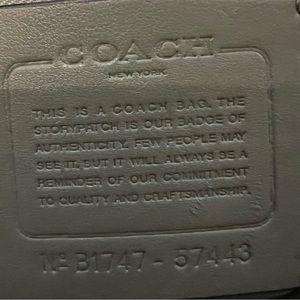 COACH
NEW YORK
THIS IS A COACH BAG. THE
STORYPATCH IS OUR BADGE OF
AUTHENTICITY. FEW PEOPLE MAY
SEE IT, BUT IT WILL ALWAYS BE A
REMINDER OF OUR COMMITMENT
TO QUALITY AND CRAFTSMANSHIP.
Nº B1747 - 57443